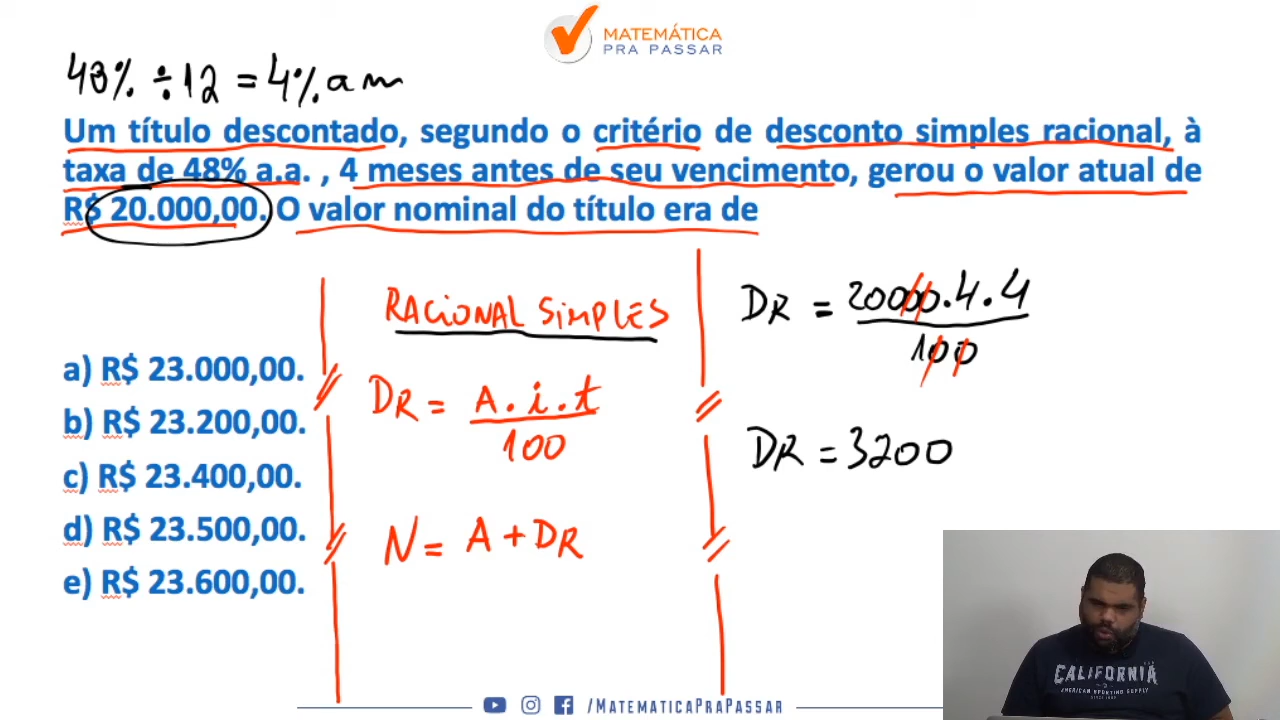 MATEMÁTICA
PRA PASSAR
48% ÷ 12 = 4% a m
Um título descontado, segundo o critério de desconto simples racional, à
taxa de 48% a.a. , 4 meses antes de seu vencimento, gerou o valor atual de
R$ 20.000,00. O valor nominal do título era de
a) R$ 23.000,00.
b) R$ 23.200,00.
c) R$ 23.400,00.
d) R$ 23.500,00.
e) R$ 23.600,00.
RACIONAL SIMPLES
DR = A . i . t
100
N = A + DR
DR = 20000 . 4 . 4
100
DR = 3200
CALIFORNIA
AMERICAN SPORTING SUPPLY
/MATEMATICAPRAPASSAR